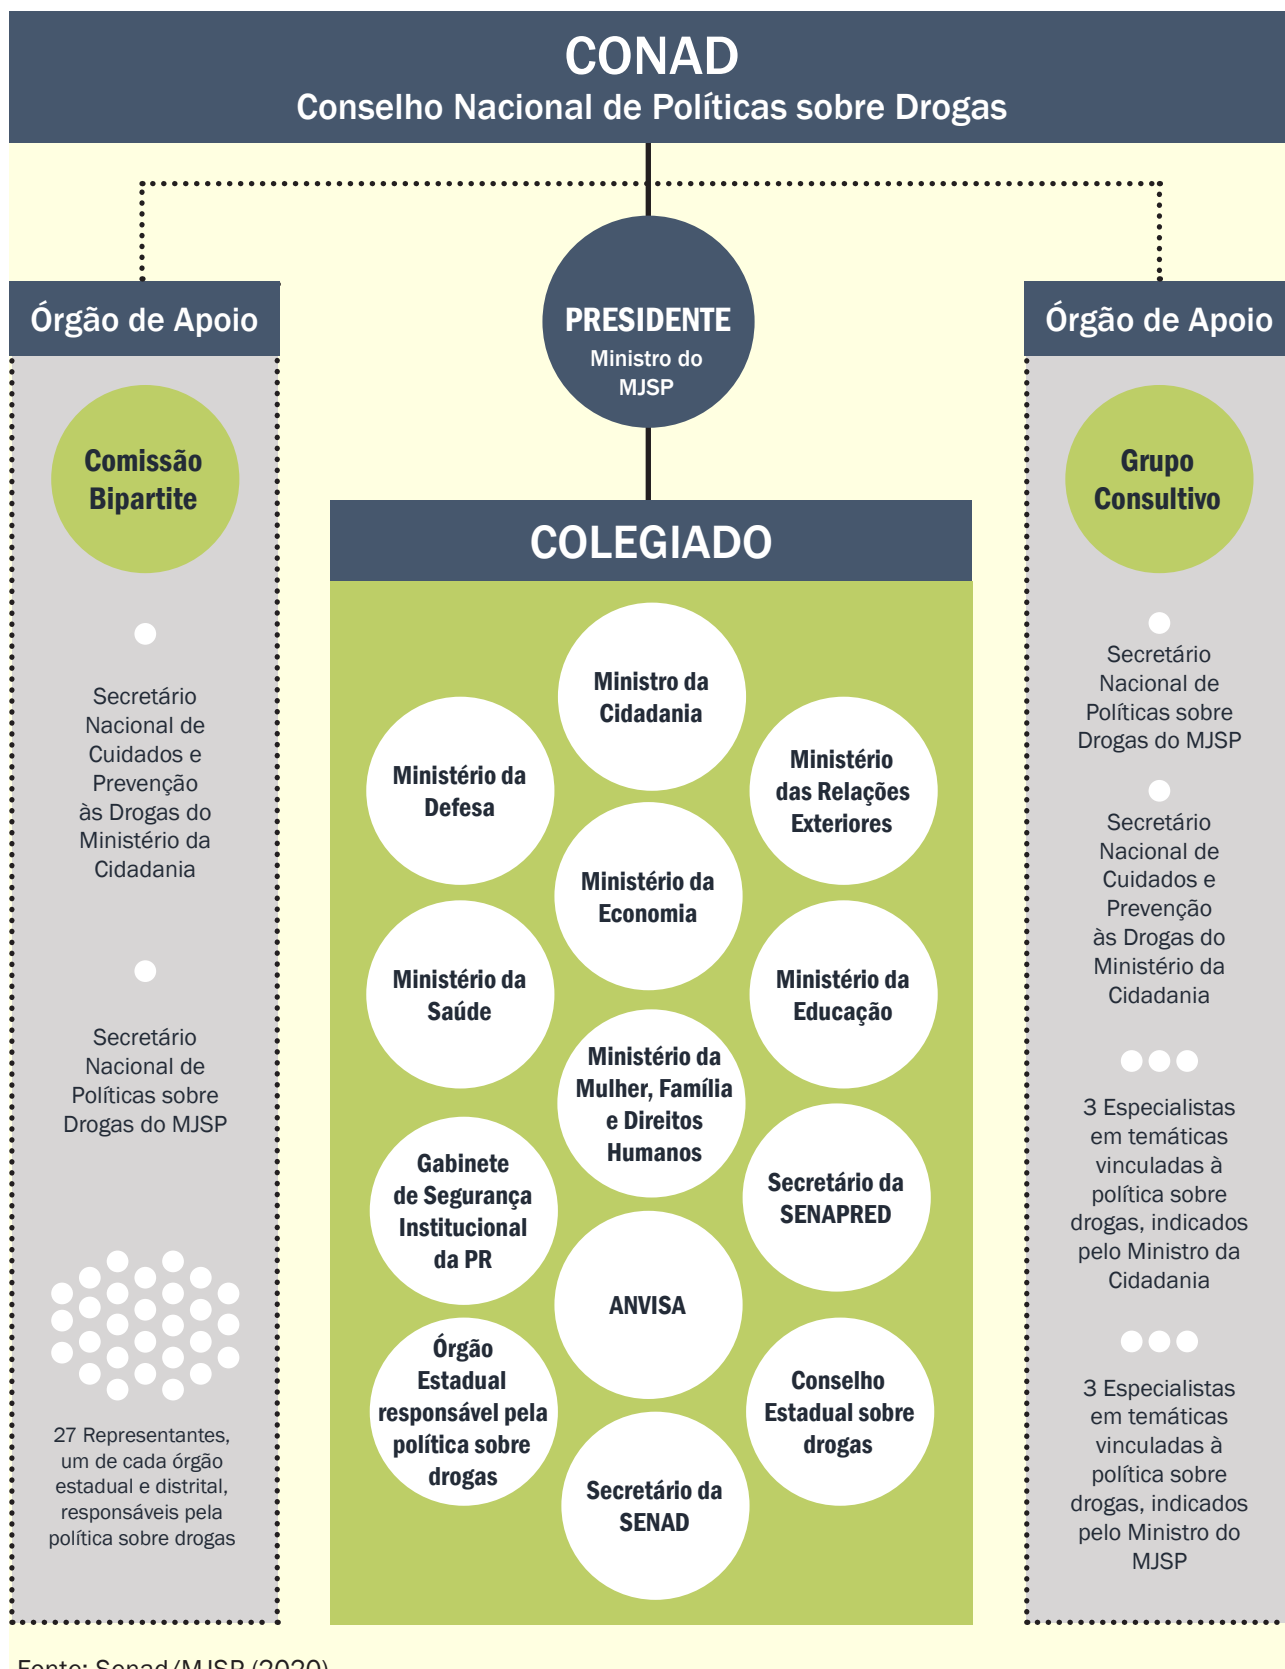 CONAD
Conselho Nacional de Políticas sobre Drogas
Órgão de Apoio
Comissão
Bipartite
Secretário
Nacional de
Cuidados e
Prevenção
às Drogas do
Ministério da
Cidadania
Secretário
Nacional de
Políticas sobre
Drogas do MJSP
27 Representantes,
um de cada órgão
estadual e distrital,
responsáveis pela
política sobre drogas
PRESIDENTE
Ministro do
MJSP
COLEGIADO
Ministro da
Cidadania
Ministério da
Defesa
Ministério
das Relações
Exteriores
Ministério da
Economia
Ministério da
Saúde
Ministério da
Educação
Ministério da
Mulher, Família
e Direitos
Humanos
Gabinete
de Segurança
Institucional
da PR
Secretário da
SENAPRED
ANVISA
Órgão
Estadual
responsável pela
política sobre
drogas
Conselho
Estadual sobre
drogas
Secretário da
SENAD
Órgão de Apoio
Grupo
Consultivo
Secretário
Nacional de
Políticas sobre
Drogas do MJSP
Secretário
Nacional de
Cuidados e
Prevenção
às Drogas do
Ministério da
Cidadania
3 Especialistas
em temáticas
vinculadas à
política sobre
drogas, indicados
pelo Ministro da
Cidadania
3 Especialistas
em temáticas
vinculadas à
política sobre
drogas, indicados
pelo Ministro do
MJSP
Fonte: Senad/MJSP (2020)